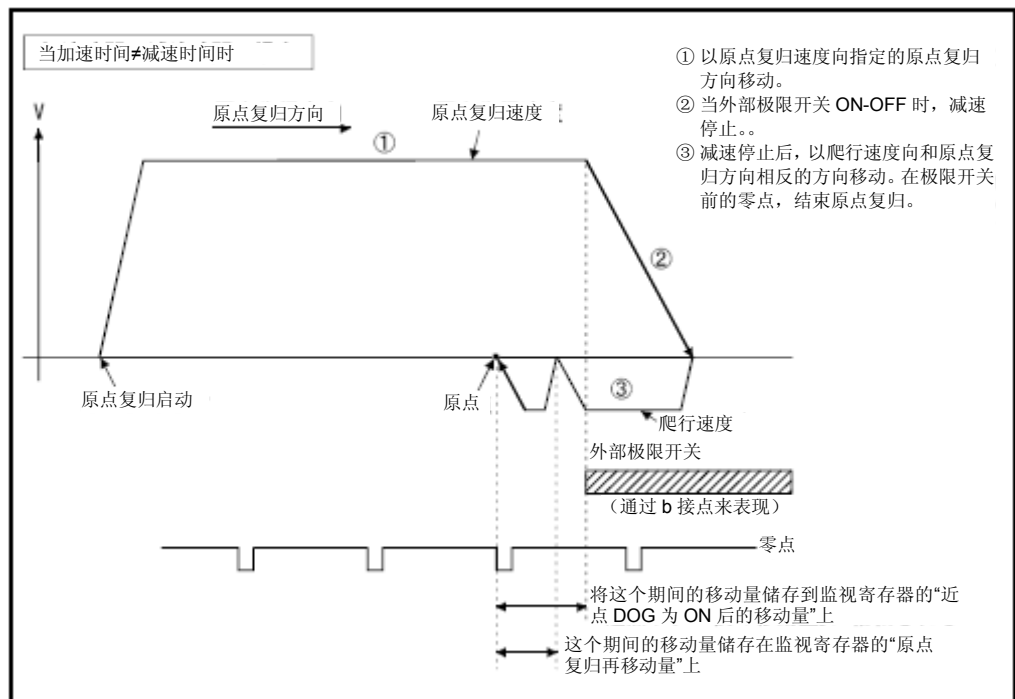 当加速时间≠减速时间时
① 以原点复归速度向指定的原点复归
方向移动。
② 当外部极限开关 ON-OFF 时，减速
停止。。
③ 减速停止后，以爬行速度向和原点复
归方向相反的方向移动。在极限开关
前的零点，结束原点复归。
V
原点复归方向
原点复归速度
①
②
原点复归启动
原点
③
爬行速度
外部极限开关
（通过 b 接点来表现）
零点
将这个期间的移动量储存到监视寄存器的“近
点 DOG 为 ON 后的移动量”上
这个期间的移动量储存在监视寄存器的“原点
复归再移动量”上